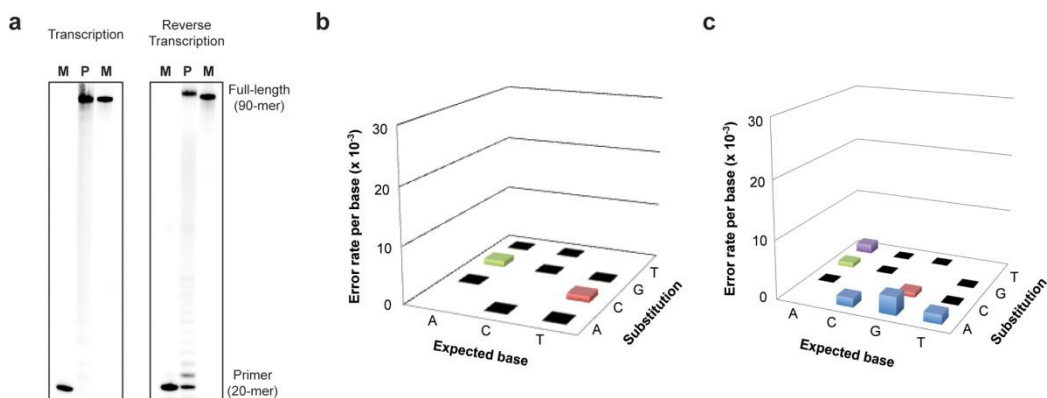 a
Transcription
Reverse
Transcription
M P M
M P M
Full-length
(90-mer)
Primer
(20-mer)
b
Error rate per base (x 10⁻³)
30
20
10
0
A
C
T
Expected base
A
C
G
T
Substitution
c
Error rate per base (x 10⁻³)
30
20
10
0
A
C
G
T
Expected base
A
C
G
T
Substitution